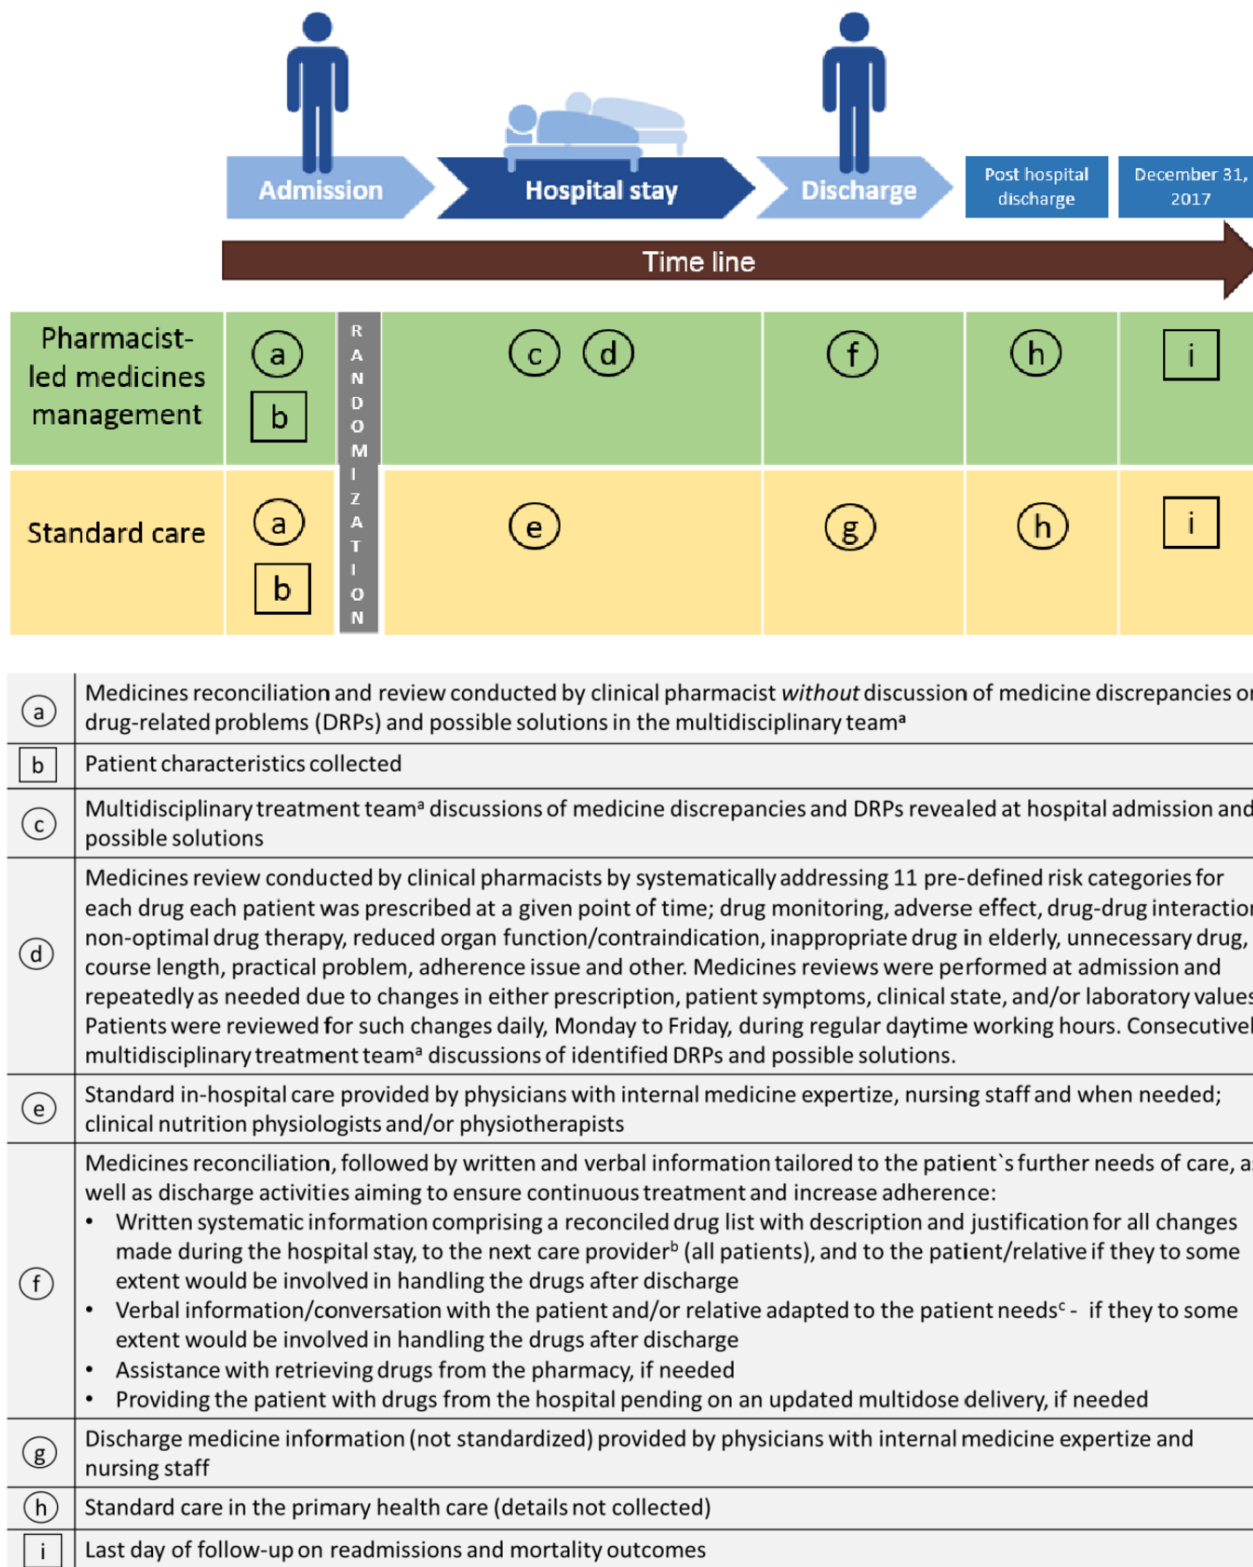 Admission
Hospital stay
Discharge
Post hospital
discharge
December 31,
2017
Time line
Pharmacist-
led medicines
management
a
b
RANDOMIZATION
c d
f
h
i
Standard care
a
b
e
g
h
i
a Medicines reconciliation and review conducted by clinical pharmacist without discussion of medicine discrepancies or
drug-related problems (DRPs) and possible solutions in the multidisciplinary teamᵃ
b Patient characteristics collected
c Multidisciplinary treatment teamᵃ discussions of medicine discrepancies and DRPs revealed at hospital admission and
possible solutions
d Medicines review conducted by clinical pharmacists by systematically addressing 11 pre-defined risk categories for
each drug each patient was prescribed at a given point of time; drug monitoring, adverse effect, drug-drug interaction
non-optimal drug therapy, reduced organ function/contraindication, inappropriate drug in elderly, unnecessary drug,
course length, practical problem, adherence issue and other. Medicines reviews were performed at admission and
repeatedly as needed due to changes in either prescription, patient symptoms, clinical state, and/or laboratory values
Patients were reviewed for such changes daily, Monday to Friday, during regular daytime working hours. Consecutivel
multidisciplinary treatment teamᵃ discussions of identified DRPs and possible solutions.
e Standard in-hospital care provided by physicians with internal medicine expertize, nursing staff and when needed;
clinical nutrition physiologists and/or physiotherapists
f Medicines reconciliation, followed by written and verbal information tailored to the patient`s further needs of care, as
well as discharge activities aiming to ensure continuous treatment and increase adherence:
• Written systematic information comprising a reconciled drug list with description and justification for all changes
made during the hospital stay, to the next care providerᵇ (all patients), and to the patient/relative if they to some
extent would be involved in handling the drugs after discharge
• Verbal information/conversation with the patient and/or relative adapted to the patient needsᶜ - if they to some
extent would be involved in handling the drugs after discharge
• Assistance with retrieving drugs from the pharmacy, if needed
• Providing the patient with drugs from the hospital pending on an updated multidose delivery, if needed
g Discharge medicine information (not standardized) provided by physicians with internal medicine expertize and
nursing staff
h Standard care in the primary health care (details not collected)
i Last day of follow-up on readmissions and mortality outcomes